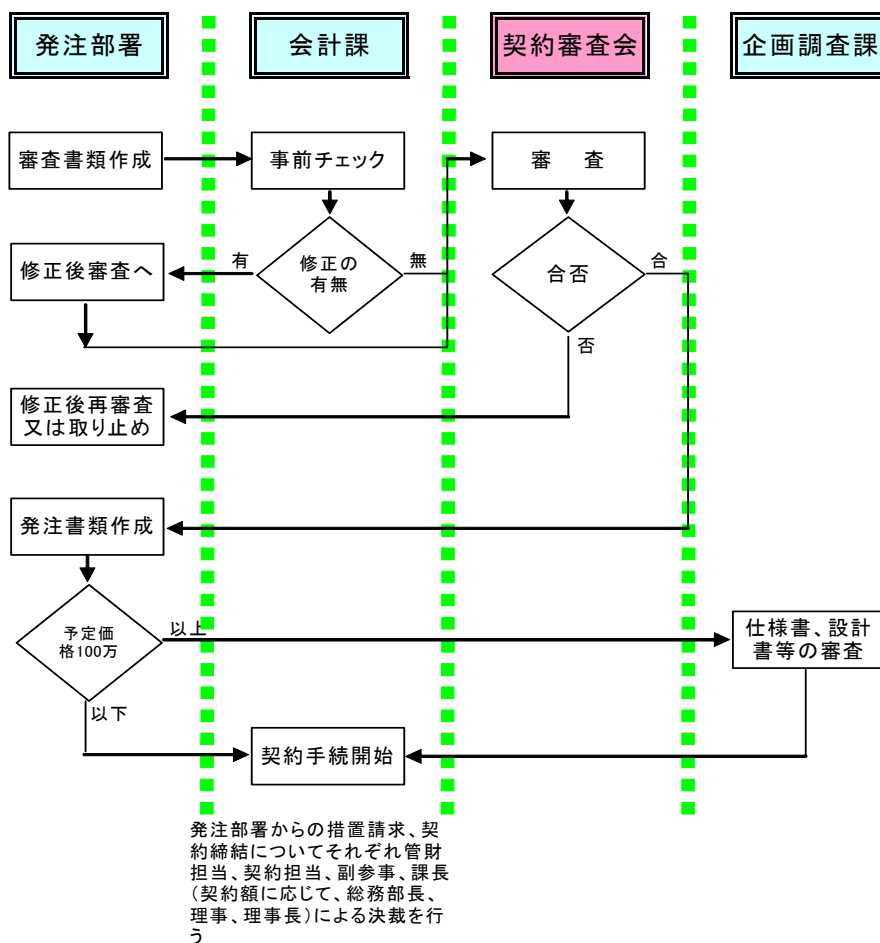 発注部署
会計課
契約審査会
企画調査課
審査書類作成
事前チェック
審 査
修正後審査へ
有
修正の
有無
無
合否
合
否
修正後再審査
又は取り止め
発注書類作成
予定価
格100万
以上
仕様書、設計
書等の審査
以下
契約手続開始
発注部署からの措置請求、契
約締結についてそれぞれ管財
担当、契約担当、副参事、課長
(契約額に応じて、総務部長、
理事、理事長)による決裁を行
う